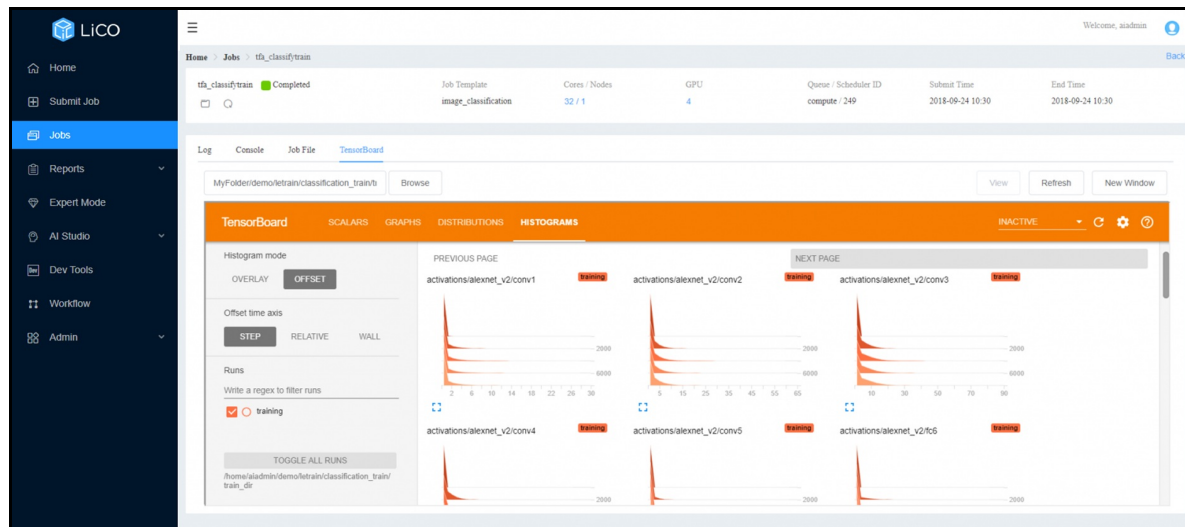 LiCO
Welcome, aiadmin
Home > Jobs > tfa_classifytrain
Back
Home
Submit Job
Jobs
Reports
Expert Mode
AI Studio
Dev Tools
Workflow
Admin
tfa_classifytrain Completed
Job Template
image_classification
Cores / Nodes
32 / 1
GPU
4
Queue / Scheduler ID
compute / 249
Submit Time
2018-09-24 10:30
End Time
2018-09-24 10:30
Log Console Job File TensorBoard
MyFolder/demo/letrain/classification_train/ Browse View Refresh New Window
TensorBoard SCALARS GRAPHS DISTRIBUTIONS HISTOGRAMS INACTIVE
Histogram mode
OVERLAY OFFSET
Offset time axis
STEP RELATIVE WALL
Runs
Write a regex to filter runs
training
TOGGLE ALL RUNS
/home/aiadmin/demo/letrain/classification_train/
train_dir
PREVIOUS PAGE NEXT PAGE
activations/alexnet_v2/conv1 training
2000
6000
2 6 10 14 18 22 26 30
activations/alexnet_v2/conv2 training
2000
6000
5 15 25 35 45 55 65
activations/alexnet_v2/conv3 training
2000
6000
10 30 50 70 90
activations/alexnet_v2/conv4 training
2000
activations/alexnet_v2/conv5 training
2000
activations/alexnet_v2/fc6 training
2000